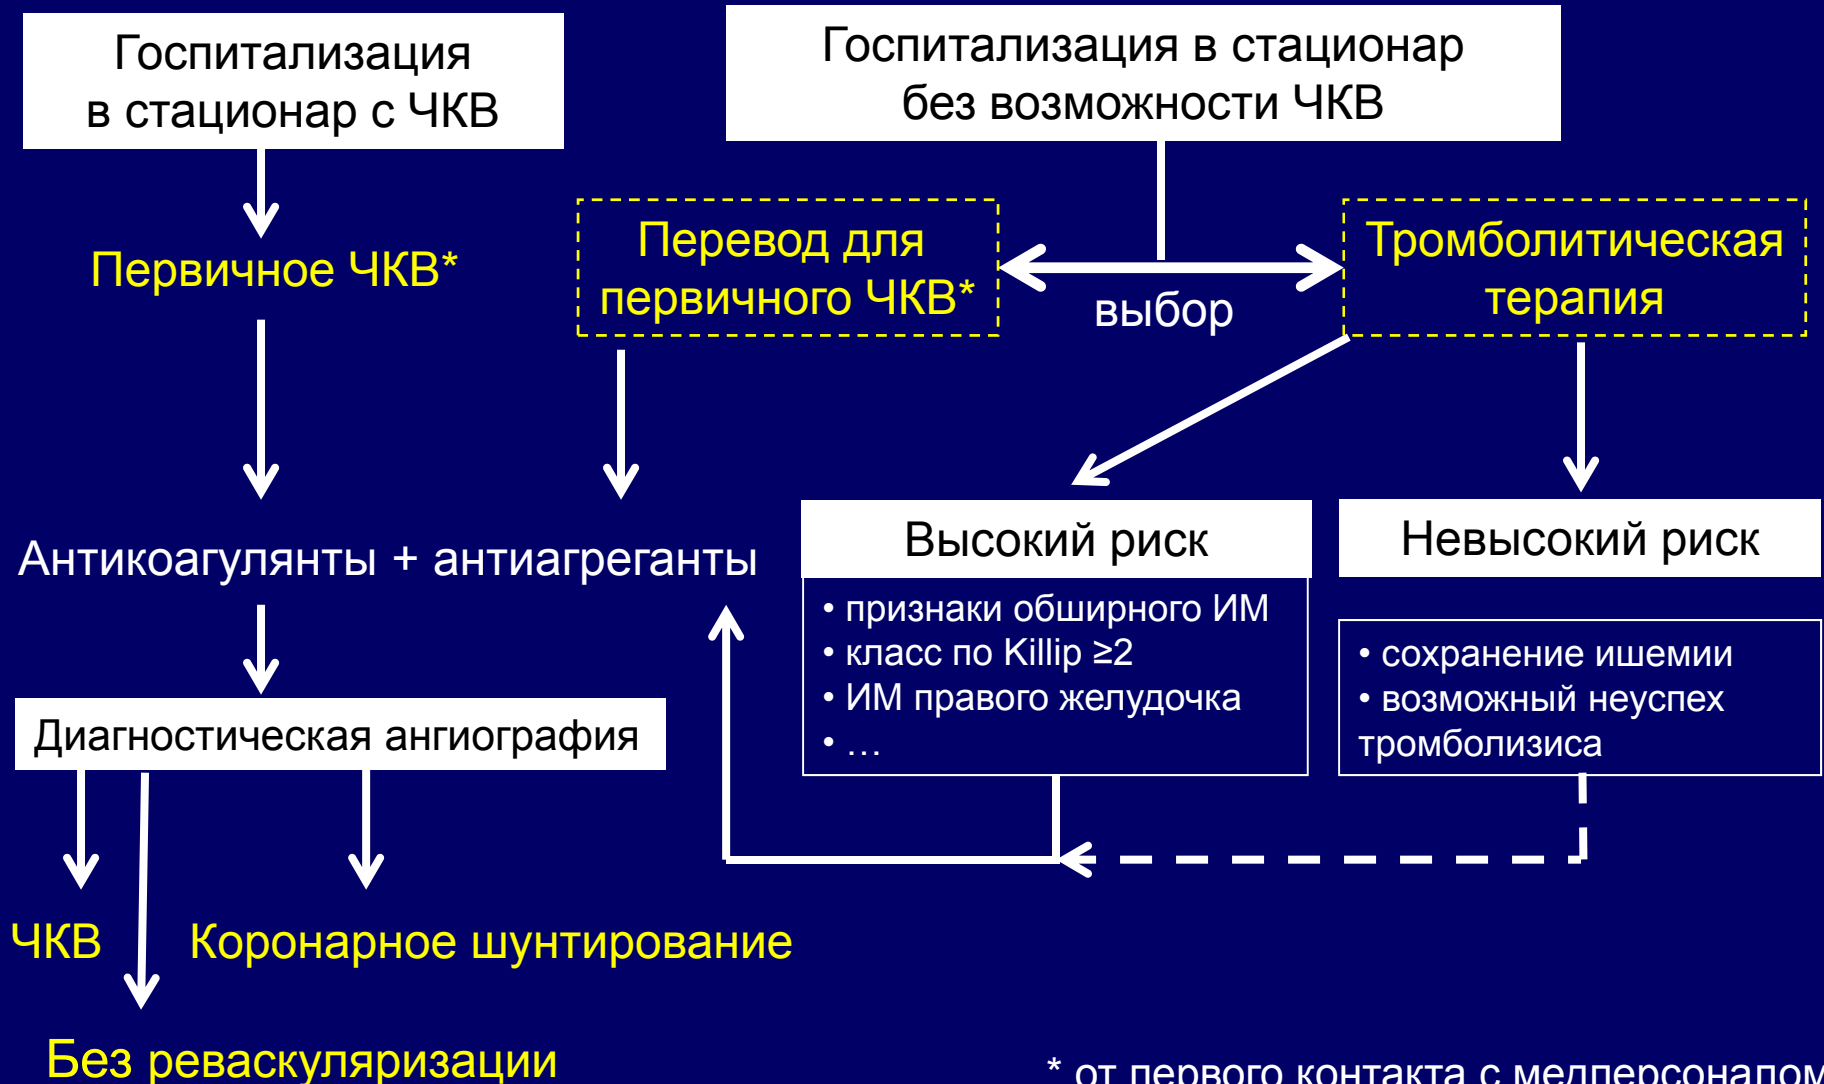 Госпитализация
в стационар с ЧКВ
Госпитализация в стационар
без возможности ЧКВ
Первичное ЧКВ*
Перевод для
первичного ЧКВ*
выбор
Тромболитическая
терапия
Антикоагулянты + антиагреганты
Высокий риск
• признаки обширного ИМ
• класс по Killip ≥2
• ИМ правого желудочка
• …
Невысокий риск
• сохранение ишемии
• возможный неуспех
тромболизиса
Диагностическая ангиография
ЧКВ
Коронарное шунтирование
Без реваскуляризации
* от первого контакта с медперсоналом